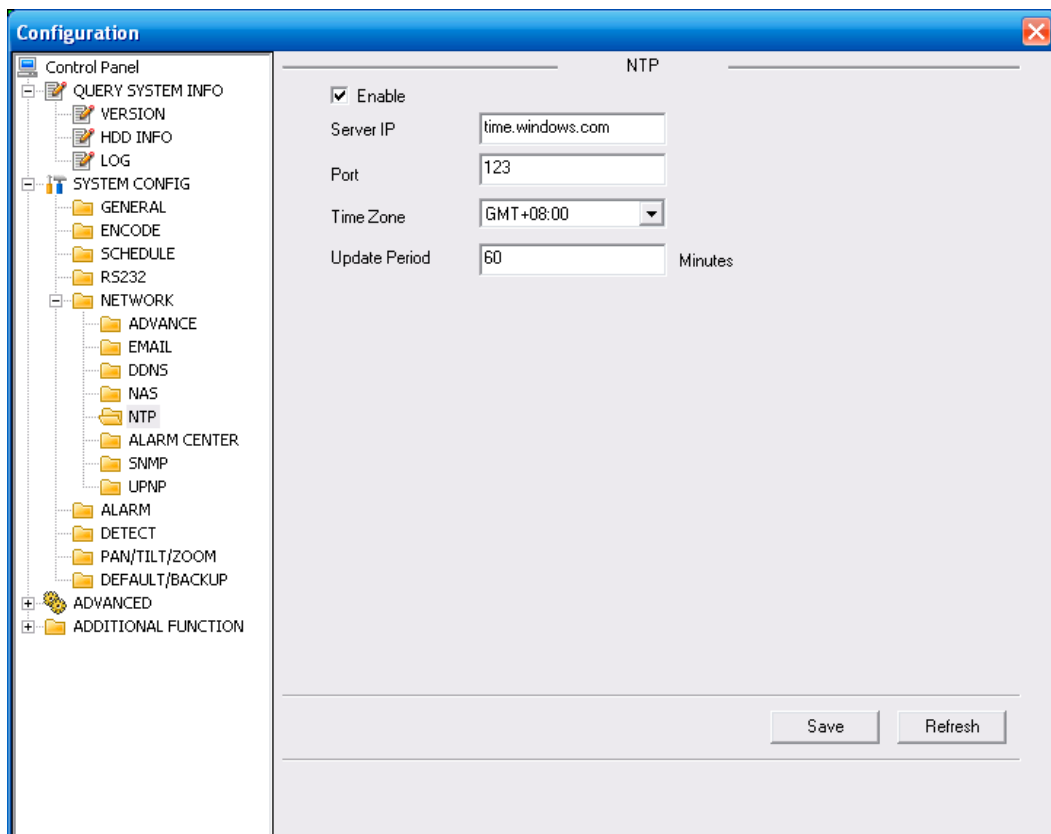 Configuration
Control Panel
QUERY SYSTEM INFO
VERSION
HDD INFO
LOG
SYSTEM CONFIG
GENERAL
ENCODE
SCHEDULE
RS232
NETWORK
ADVANCE
EMAIL
DDNS
NAS
NTP
ALARM CENTER
SNMP
UPNP
ALARM
DETECT
PAN/TILT/ZOOM
DEFAULT/BACKUP
ADVANCED
ADDITIONAL FUNCTION
NTP
Enable
Server IP time.windows.com
Port 123
Time Zone GMT+08:00
Update Period 60 Minutes
Save Refresh